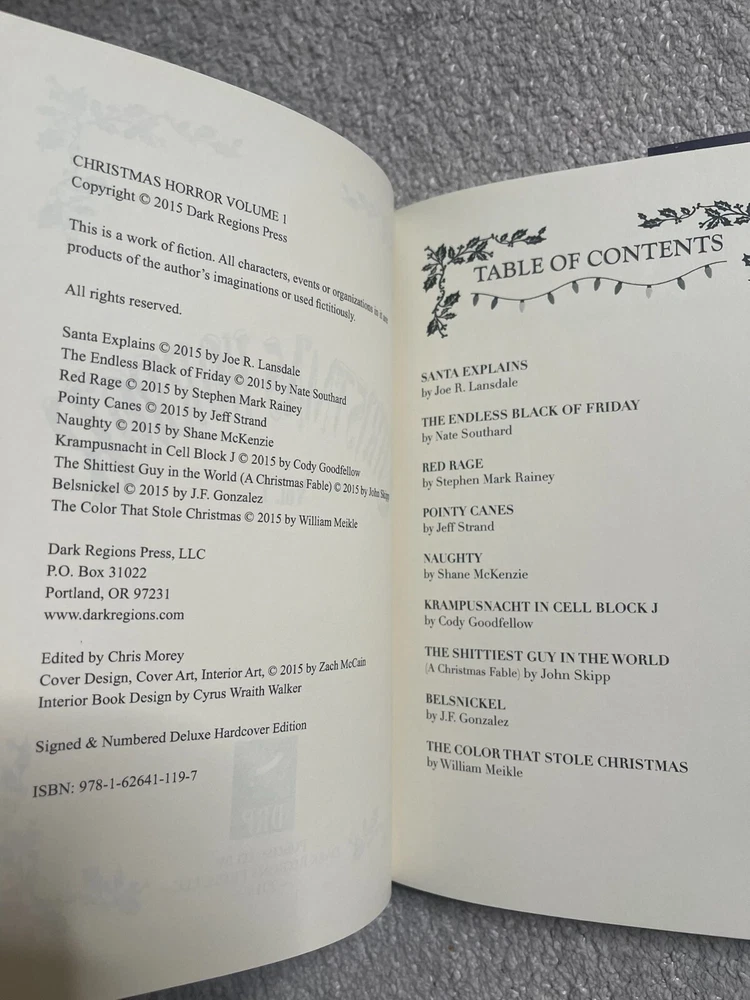 CHRISTMAS HORROR VOLUME 1
Copyright © 2015 Dark Regions Press
This is a work of fiction. All characters, events or organizations in it are
products of the author's imaginations or used fictitiously.
All rights reserved.
Santa Explains © 2015 by Joe R. Lansdale
The Endless Black of Friday © 2015 by Nate Southard
Red Rage © 2015 by Stephen Mark Rainey
Pointy Canes © 2015 by Jeff Strand
Naughty © 2015 by Shane McKenzie
Krampusnacht in Cell Block J © 2015 by Cody Goodfellow
The Shittiest Guy in the World (A Christmas Fable) © 2015 by John Skipp
Belsnickel © 2015 by J.F. Gonzalez
The Color That Stole Christmas © 2015 by William Meikle
Dark Regions Press, LLC
P.O. Box 31022
Portland, OR 97231
www.darkregions.com
Edited by Chris Morey
Cover Design, Cover Art, Interior Art, © 2015 by Zach McCain
Interior Book Design by Cyrus Wraith Walker
Signed & Numbered Deluxe Hardcover Edition
ISBN: 978-1-62641-119-7
TABLE OF CONTENTS
SANTA EXPLAINS
by Joe R. Lansdale
THE ENDLESS BLACK OF FRIDAY
by Nate Southard
RED RAGE
by Stephen Mark Rainey
POINTY CANES
by Jeff Strand
NAUGHTY
by Shane McKenzie
KRAMPUSNACHT IN CELL BLOCK J
by Cody Goodfellow
THE SHITTIEST GUY IN THE WORLD
(A Christmas Fable) by John Skipp
BELSNICKEL
by J.F. Gonzalez
THE COLOR THAT STOLE CHRISTMAS
by William Meikle